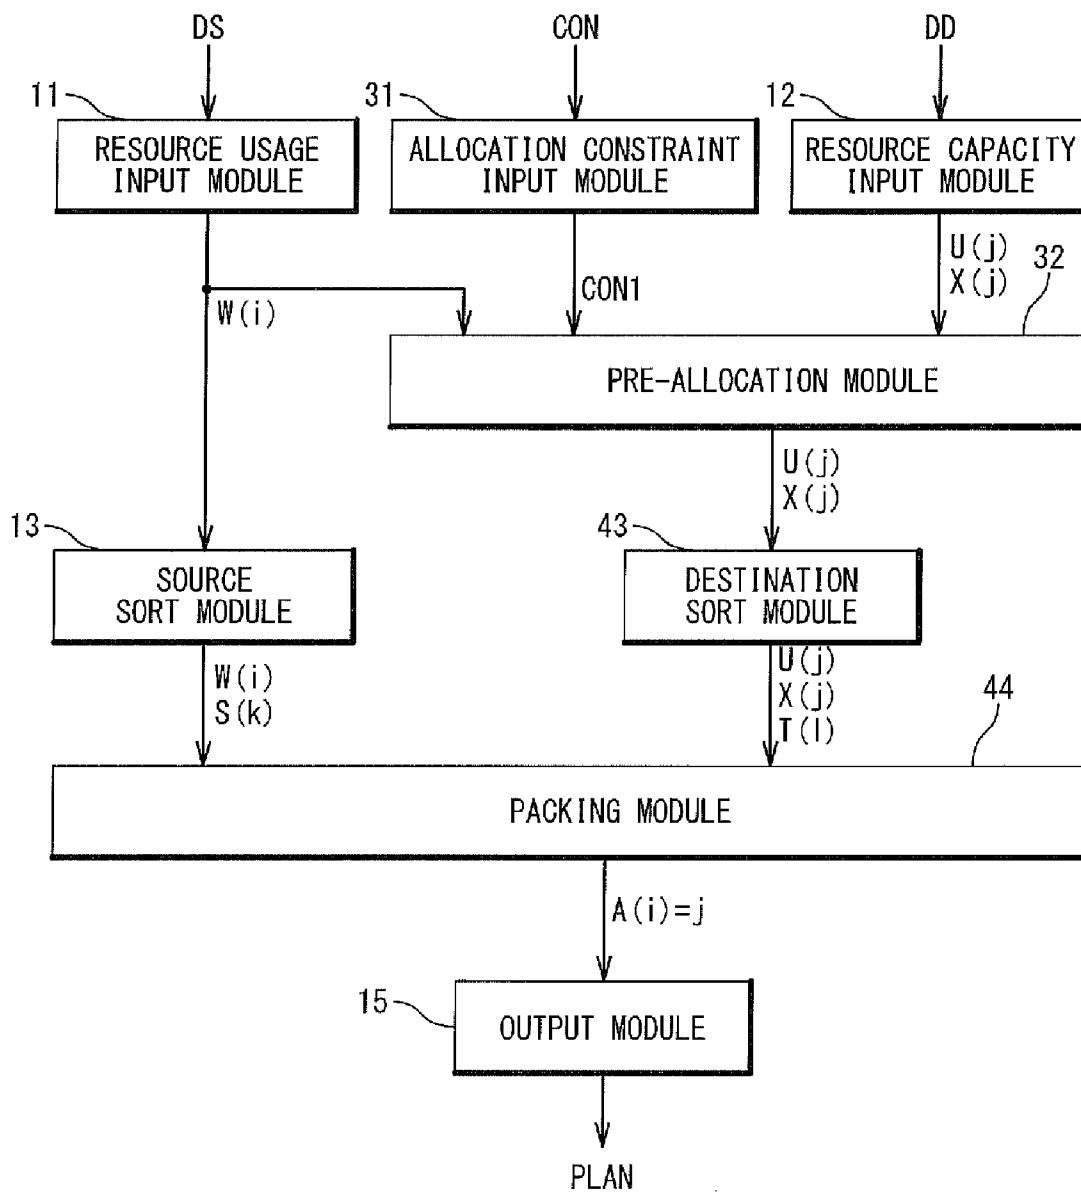 DS
CON
DD
11
31
12
RESOURCE USAGE
INPUT MODULE
ALLOCATION CONSTRAINT
INPUT MODULE
RESOURCE CAPACITY
INPUT MODULE
W(i)
CON1
U(j)
X(j)
32
PRE-ALLOCATION MODULE
U(j)
X(j)
13
43
SOURCE
SORT MODULE
DESTINATION
SORT MODULE
W(i)
S(k)
U(j)
X(j)
T(l)
44
PACKING MODULE
A(i)=j
15
OUTPUT MODULE
PLAN